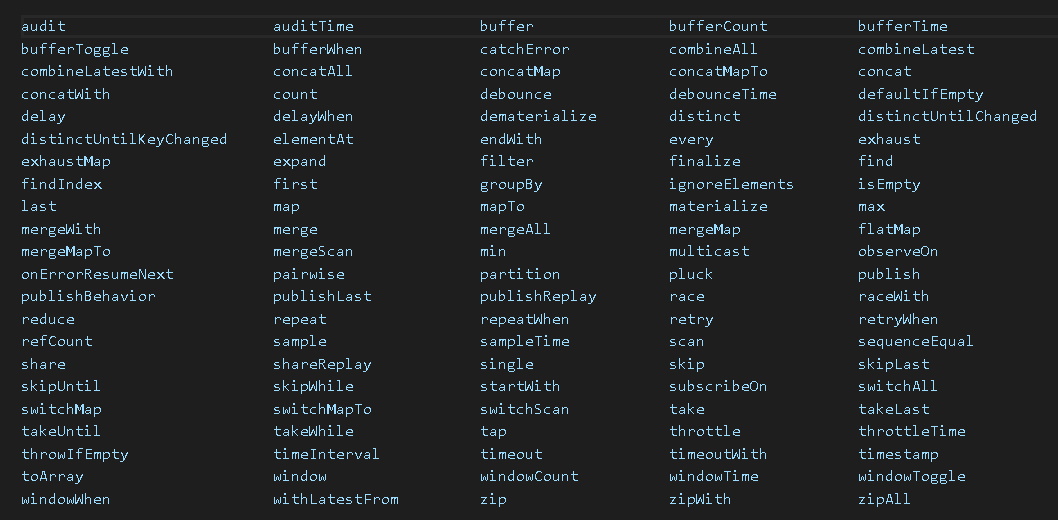 audit auditTime buffer bufferCount bufferTime
bufferToggle bufferWhen catchError combineAll combineLatest
combineLatestWith concatAll concatMap concatMapTo concat
concatWith count debounce debounceTime defaultIfEmpty
delay delayWhen dematerialize distinct distinctUntilChanged
distinctUntilKeyChanged elementAt endWith every exhaust
exhaustMap expand filter finalize find
findIndex first groupBy ignoreElements isEmpty
last map mapTo materialize max
mergeWith merge mergeAll mergeMap flatMap
mergeMapTo mergeScan min multicast observeOn
onErrorResumeNext pairwise partition pluck publish
publishBehavior publishLast publishReplay race raceWith
reduce repeat repeatWhen retry retryWhen
refCount sample sampleTime scan sequenceEqual
share shareReplay single skip skipLast
skipUntil skipWhile startWith subscribeOn switchAll
switchMap switchMapTo switchScan take takeLast
takeUntil takeWhile tap throttle throttleTime
throwIfEmpty timeInterval timeout timeoutWith timestamp
toArray window windowCount windowTime windowToggle
windowWhen withLatestFrom zip zipWith zipAll